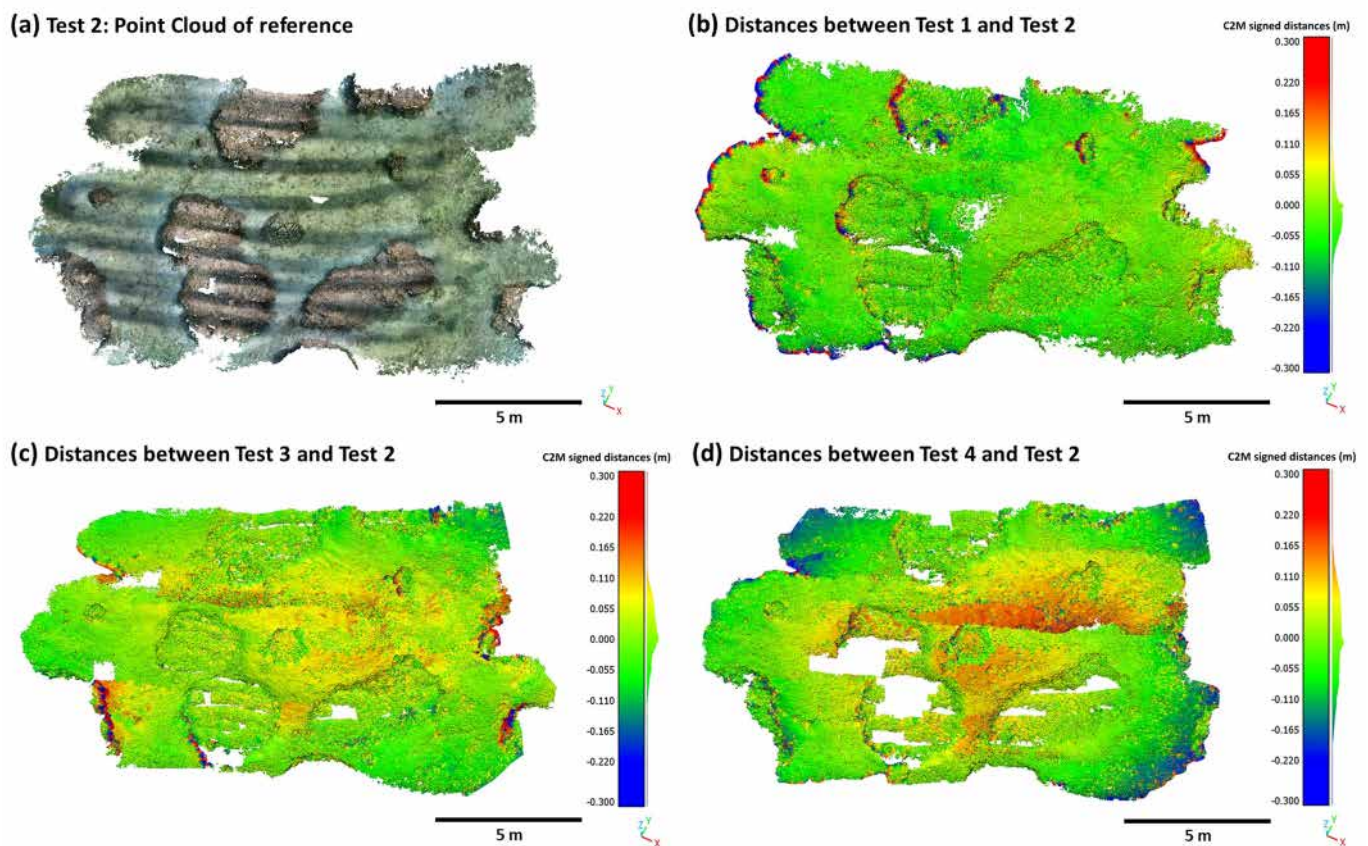 (a) Test 2: Point Cloud of reference
5 m
Z Y X
(b) Distances between Test 1 and Test 2
C2M signed distances (m)
0.300
0.220
0.165
0.110
0.055
0.000
-0.055
-0.110
-0.165
-0.220
-0.300
5 m
Z Y X
(c) Distances between Test 3 and Test 2
C2M signed distances (m)
0.300
0.220
0.165
0.110
0.055
0.000
-0.055
-0.110
-0.165
-0.220
-0.300
5 m
Z Y X
(d) Distances between Test 4 and Test 2
C2M signed distances (m)
0.300
0.220
0.165
0.110
0.055
0.000
-0.055
-0.110
-0.165
-0.220
-0.300
5 m
Z Y X